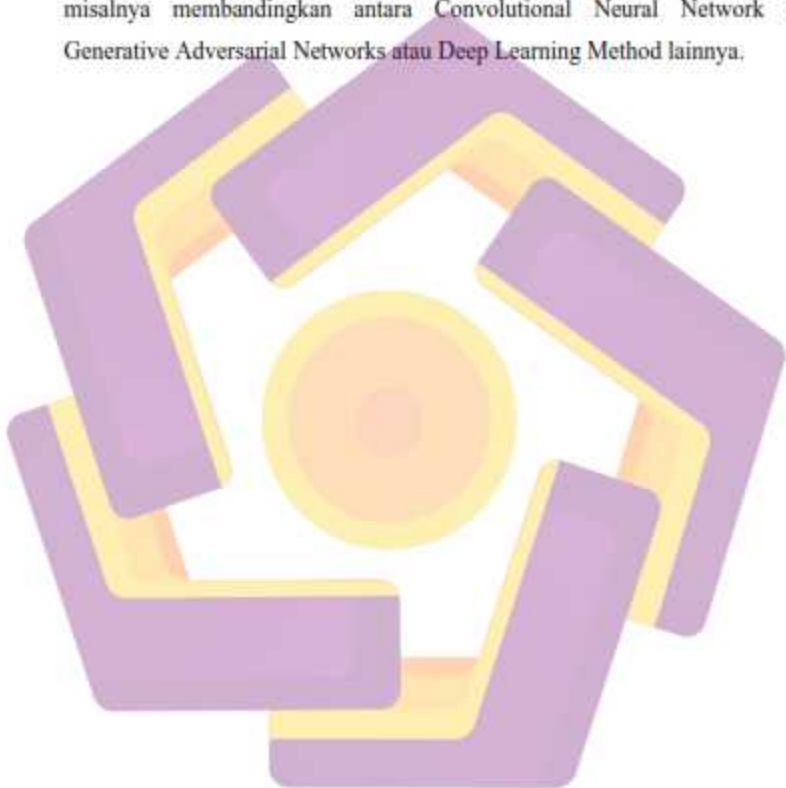 misalnya membandingkan antara Convolutional Neural Network
Generative Adversarial Networks atau Deep Learning Method lainnya.